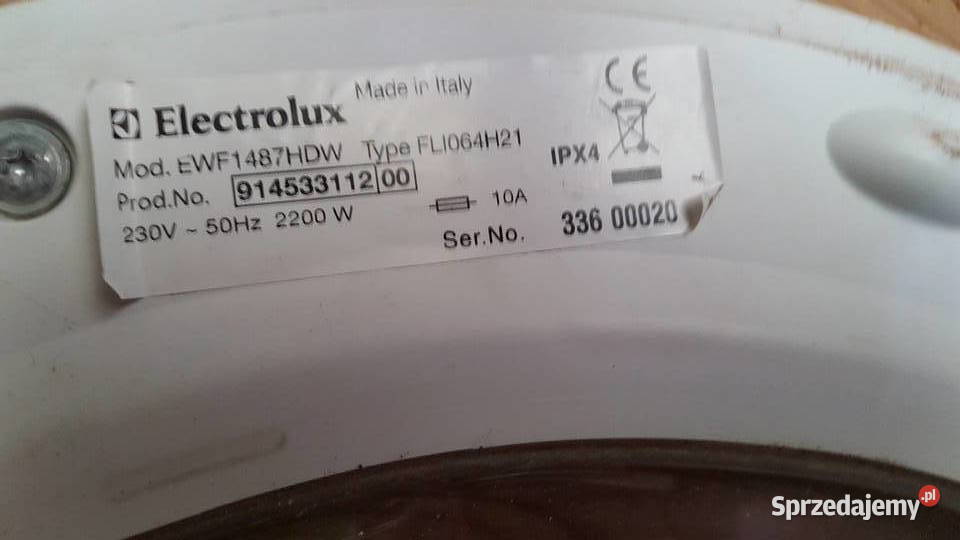 Electrolux Made in Italy
Mod. EWF1487HDW Type FLI064H21
Prod.No. 914533112 00
230V ~ 50Hz 2200 W 10A
Ser.No. 336 00020
CE
IPX4
Sprzedajemy.pl